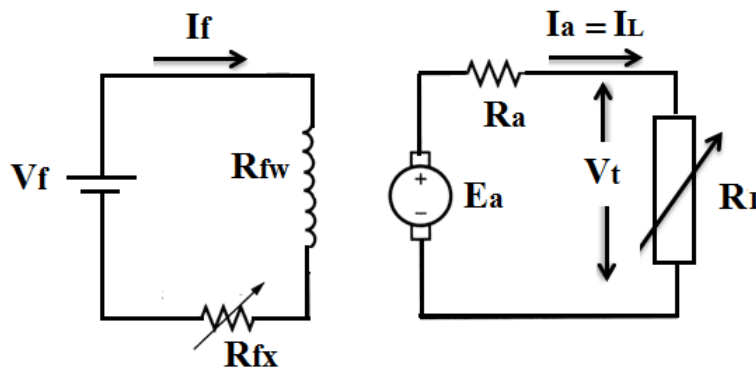 If
Ia = IL
Ra
Rfw
Vf
+
Ea
−
Vt
Rfx